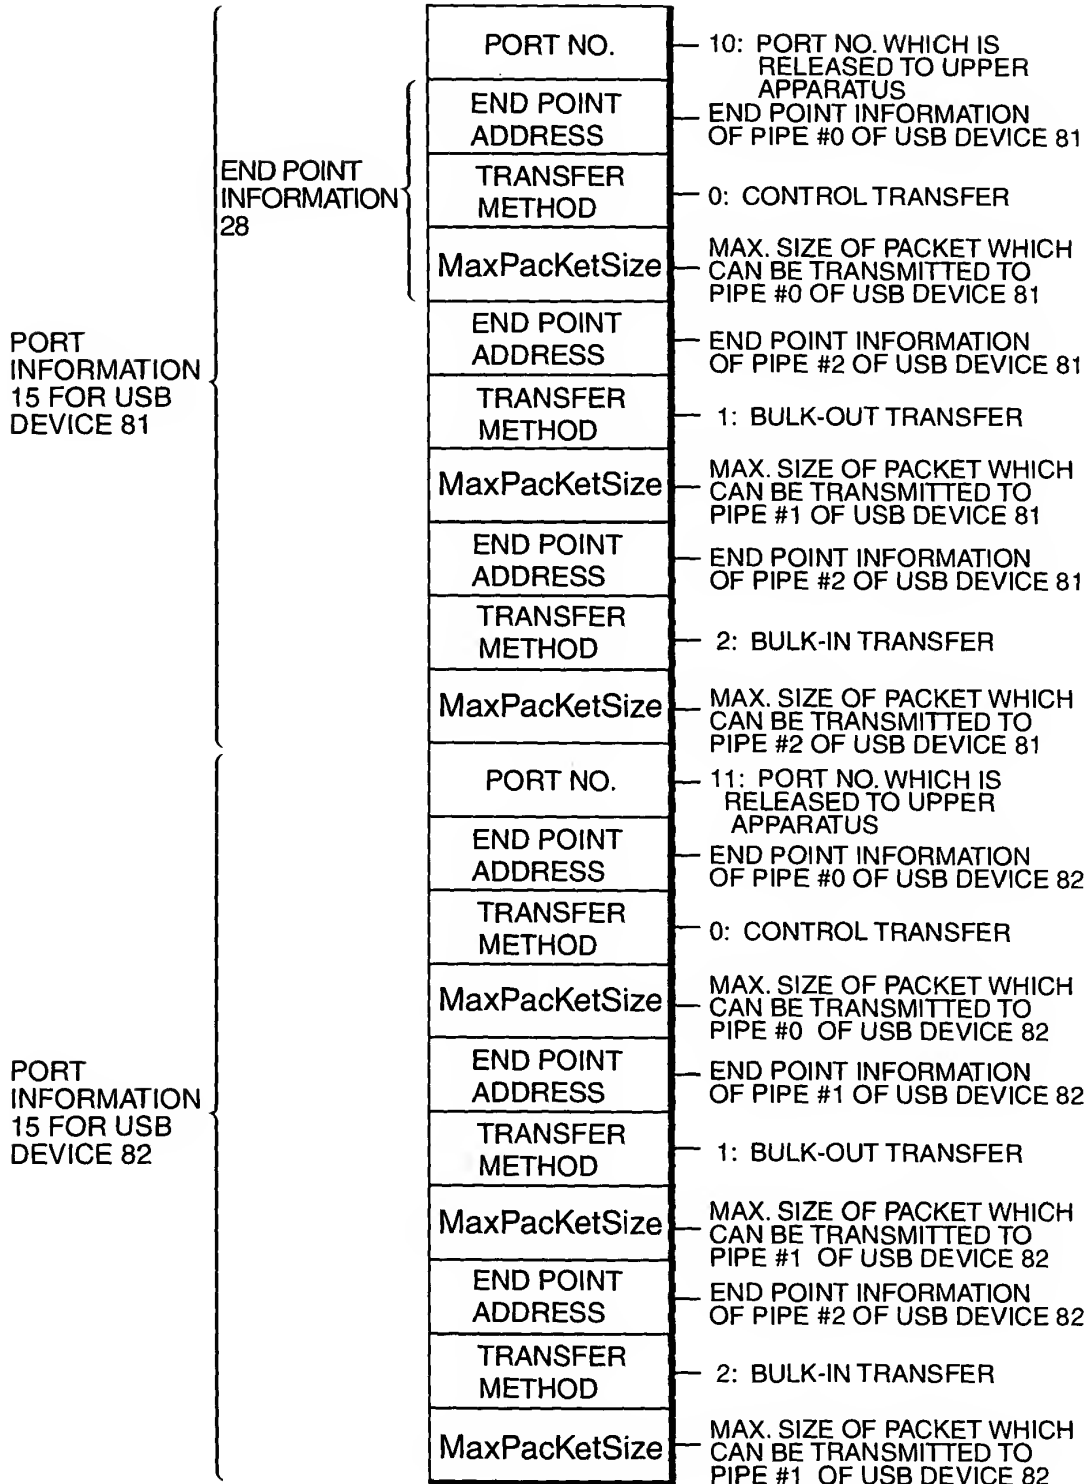 PORT NO.
10: PORT NO. WHICH IS
RELEASED TO UPPER
APPARATUS
END POINT
ADDRESS
END POINT INFORMATION
OF PIPE #0 OF USB DEVICE 81
END POINT
INFORMATION
28
TRANSFER
METHOD
0: CONTROL TRANSFER
MaxPacKetSize
MAX. SIZE OF PACKET WHICH
CAN BE TRANSMITTED TO
PIPE #0 OF USB DEVICE 81
PORT
INFORMATION
15 FOR USB
DEVICE 81
END POINT
ADDRESS
END POINT INFORMATION
OF PIPE #2 OF USB DEVICE 81
TRANSFER
METHOD
1: BULK-OUT TRANSFER
MaxPacKetSize
MAX. SIZE OF PACKET WHICH
CAN BE TRANSMITTED TO
PIPE #1 OF USB DEVICE 81
END POINT
ADDRESS
END POINT INFORMATION
OF PIPE #2 OF USB DEVICE 81
TRANSFER
METHOD
2: BULK-IN TRANSFER
MaxPacKetSize
MAX. SIZE OF PACKET WHICH
CAN BE TRANSMITTED TO
PIPE #2 OF USB DEVICE 81
PORT NO.
11: PORT NO. WHICH IS
RELEASED TO UPPER
APPARATUS
END POINT
ADDRESS
END POINT INFORMATION
OF PIPE #0 OF USB DEVICE 82
TRANSFER
METHOD
0: CONTROL TRANSFER
MaxPacKetSize
MAX. SIZE OF PACKET WHICH
CAN BE TRANSMITTED TO
PIPE #0 OF USB DEVICE 82
PORT
INFORMATION
15 FOR USB
DEVICE 82
END POINT
ADDRESS
END POINT INFORMATION
OF PIPE #1 OF USB DEVICE 82
TRANSFER
METHOD
1: BULK-OUT TRANSFER
MaxPacKetSize
MAX. SIZE OF PACKET WHICH
CAN BE TRANSMITTED TO
PIPE #1 OF USB DEVICE 82
END POINT
ADDRESS
END POINT INFORMATION
OF PIPE #2 OF USB DEVICE 82
TRANSFER
METHOD
2: BULK-IN TRANSFER
MaxPacKetSize
MAX. SIZE OF PACKET WHICH
CAN BE TRANSMITTED TO
PIPE #1 OF USB DEVICE 82